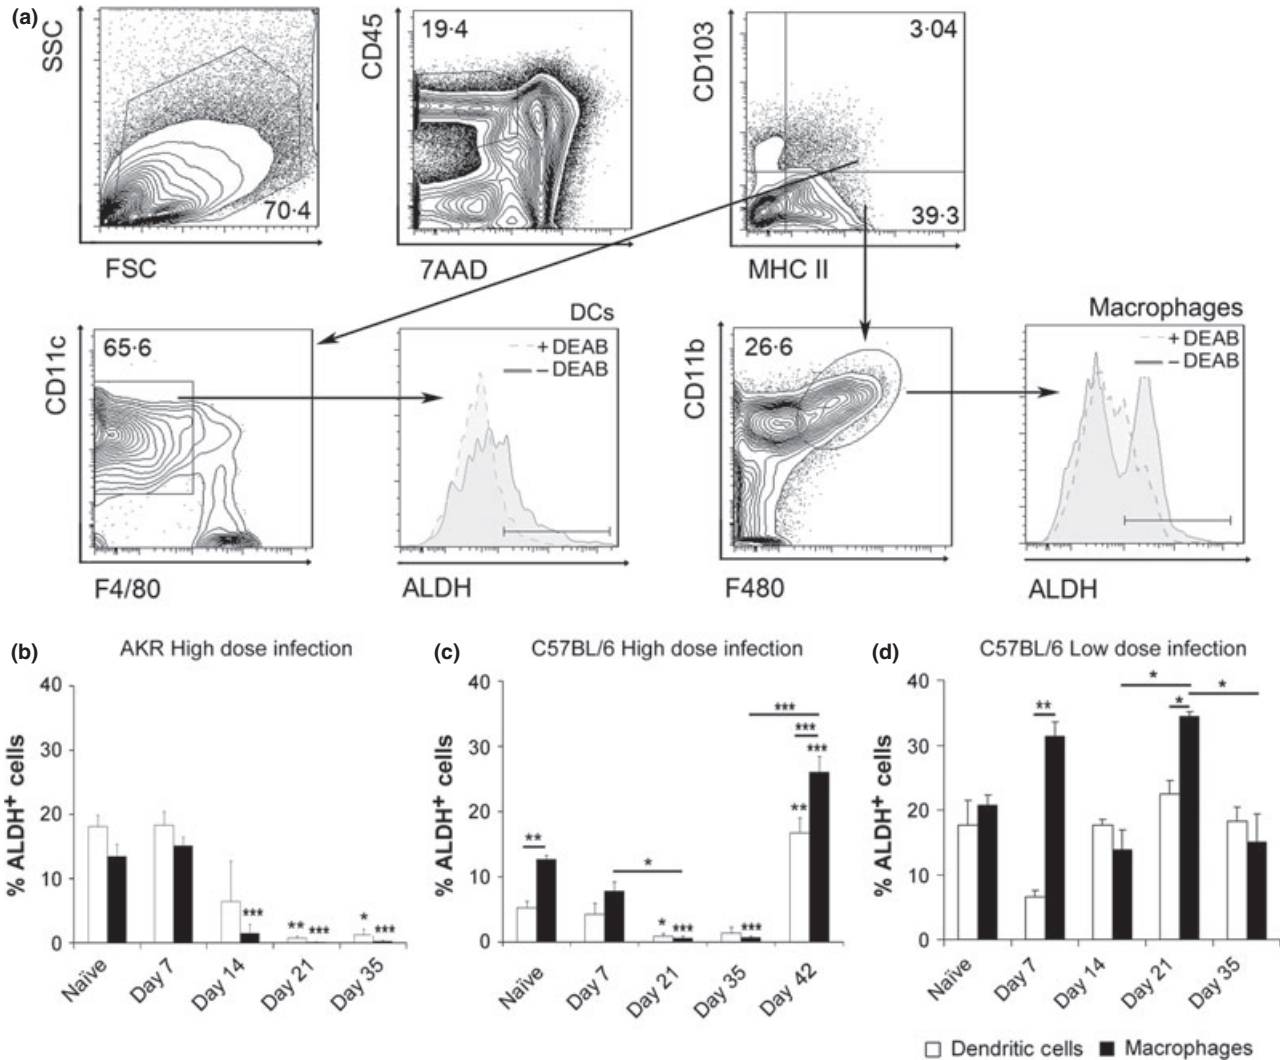 (a)
SSC
70·4
FSC
CD45
19·4
7AAD
CD103
3·04
39·3
MHC II
CD11c
65·6
F4/80
DCs
+ DEAB
− DEAB
ALDH
CD11b
26·6
F480
Macrophages
+ DEAB
− DEAB
ALDH
(b)
AKR High dose infection
% ALDH+ cells
40
30
20
10
0
***
**
***
*
***
Naïve
Day 7
Day 14
Day 21
Day 35
(c)
C57BL/6 High dose infection
% ALDH+ cells
40
30
20
10
0
**
*
*
***
***
***
***
**
***
Naïve
Day 7
Day 21
Day 35
Day 42
(d)
C57BL/6 Low dose infection
% ALDH+ cells
40
30
20
10
0
**
*
*
*
Naïve
Day 7
Day 14
Day 21
Day 35
Dendritic cells
Macrophages